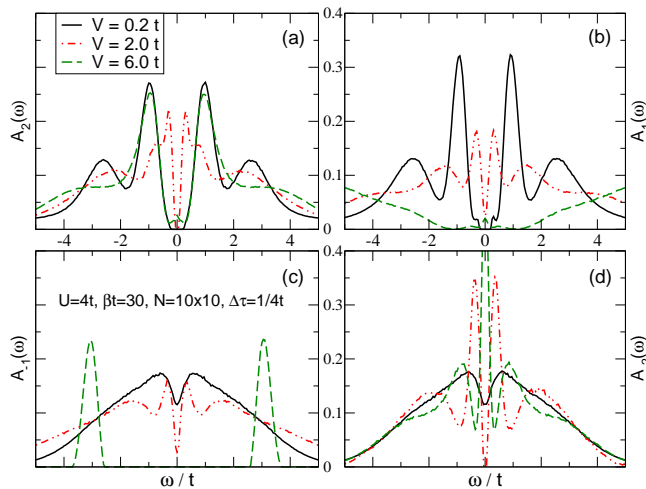 V = 0.2 t
V = 2.0 t
V = 6.0 t
(a)
(b)
A₂(ω)
A₁(ω)
-4 -2 0 2 4
-4 -2 0 2 4
0.4
0.3
0.2
0.1
0
(c)
(d)
U=4t, βt=30, N=10x10, Δτ=1/4t
A₋₁(ω)
0.4
0.3
0.2
0.1
0
ω / t
ω / t